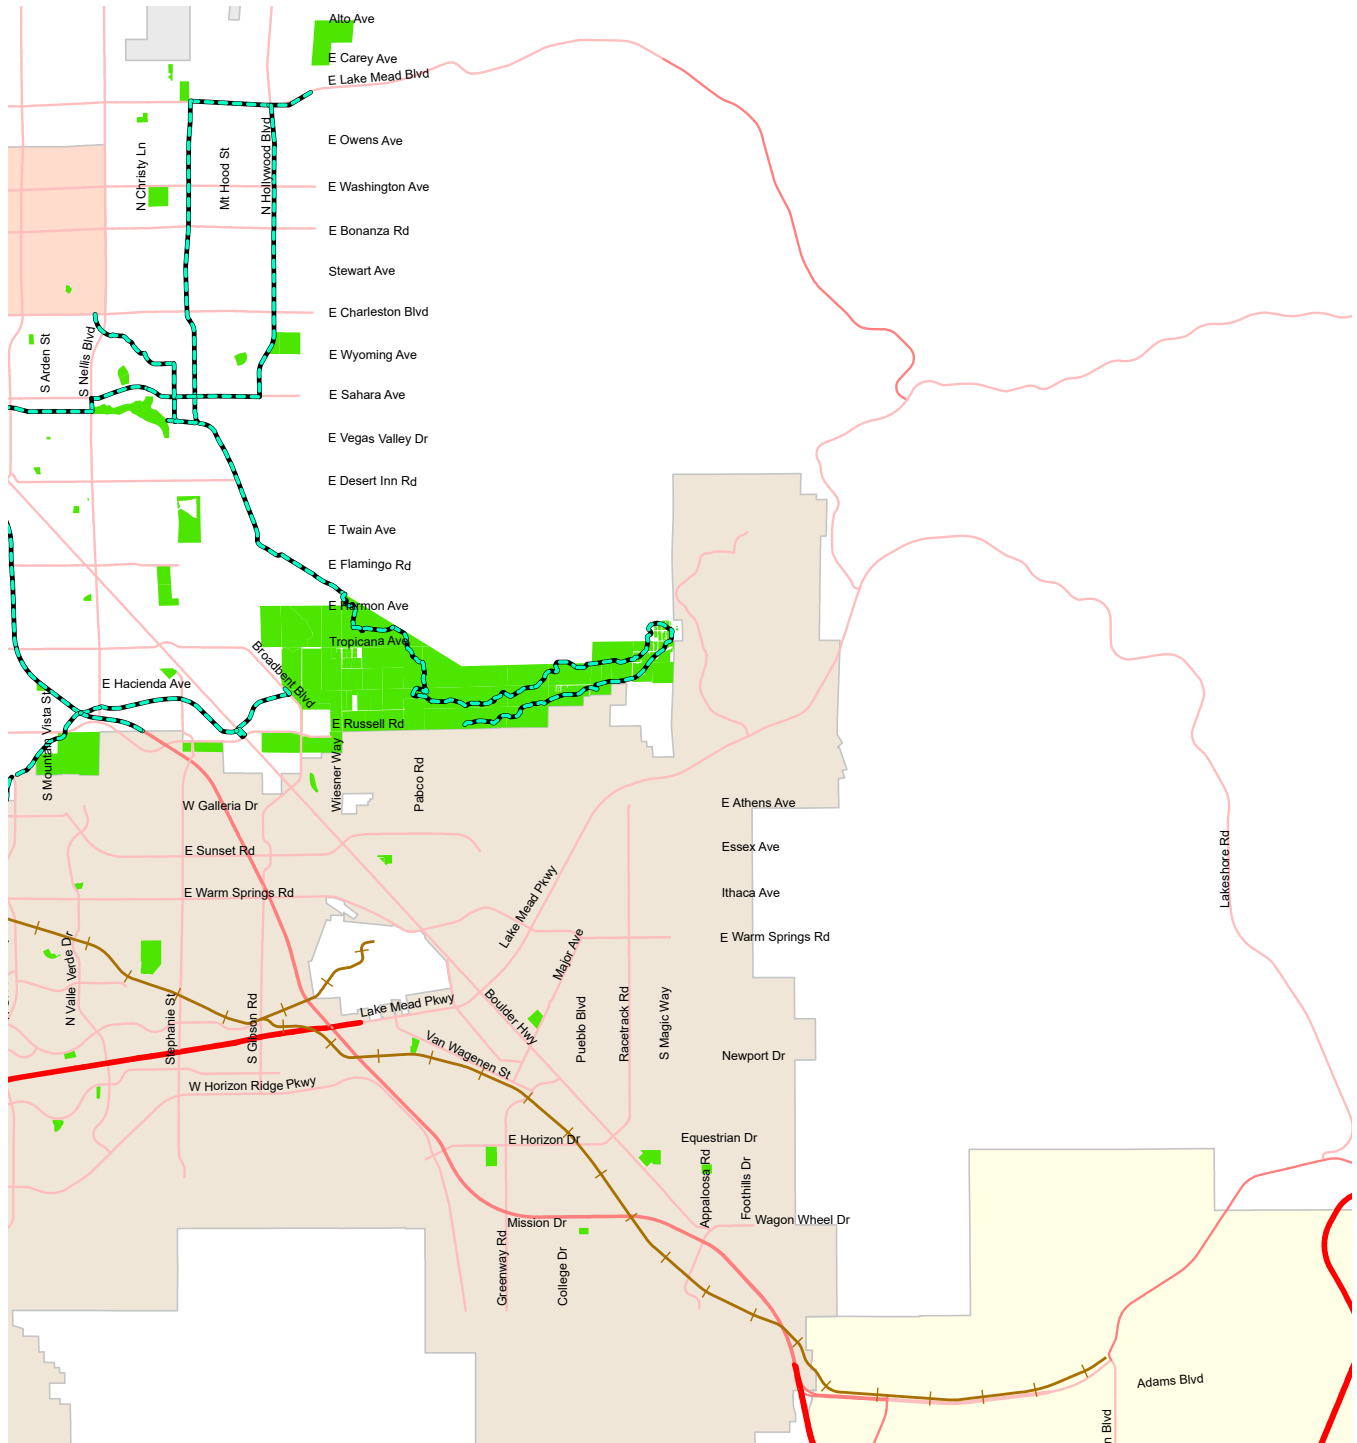 Alto Ave
E Carey Ave
E Lake Mead Blvd
E Owens Ave
N Christy Ln
Mt Hood St
N Hollywood Blvd
E Washington Ave
E Bonanza Rd
Stewart Ave
E Charleston Blvd
S Arden St
S Nellis Blvd
E Wyoming Ave
E Sahara Ave
E Vegas Valley Dr
E Desert Inn Rd
E Twain Ave
E Flamingo Rd
E Harmon Ave
Tropicana Ave
Broadbent Blvd
E Hacienda Ave
E Russell Rd
S Mountain Vista St
Wiesner Way
Pabco Rd
W Galleria Dr
E Athens Ave
E Sunset Rd
Essex Ave
Lakeshore Rd
E Warm Springs Rd
Ithaca Ave
Lake Mead Pkwy
E Warm Springs Rd
Major Ave
N Valle Verde Dr
Stephanie St
S Gibson Rd
Lake Mead Pkwy
Boulder Hwy
Pueblo Blvd
Racetrack Rd
S Magic Way
Van Wagenen St
Newport Dr
W Horizon Ridge Pkwy
E Horizon Dr
Equestrian Dr
Appaloosa Rd
Foothills Dr
Mission Dr
Wagon Wheel Dr
Greenway Rd
College Dr
Adams Blvd
n Blvd